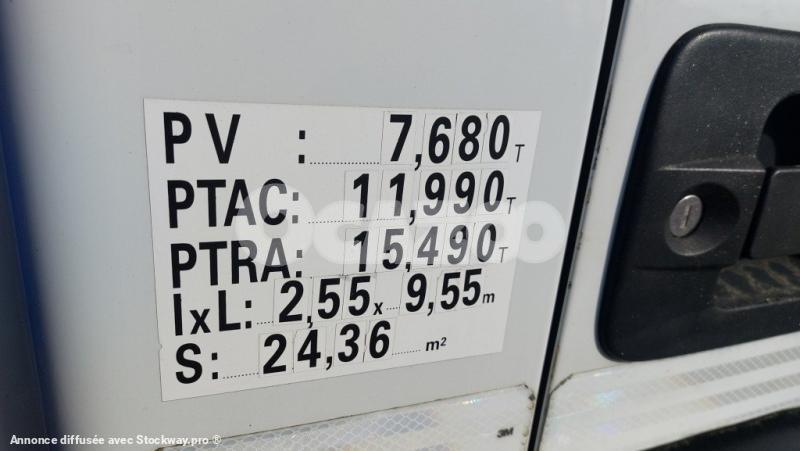 PV : 7,680 T
PTAC: 11,990 T
PTRA: 15,490 T
IxL: 2,55 x 9,55 m
S: 24,36 m²
3M
Annonce diffusée avec Stockway.pro ®